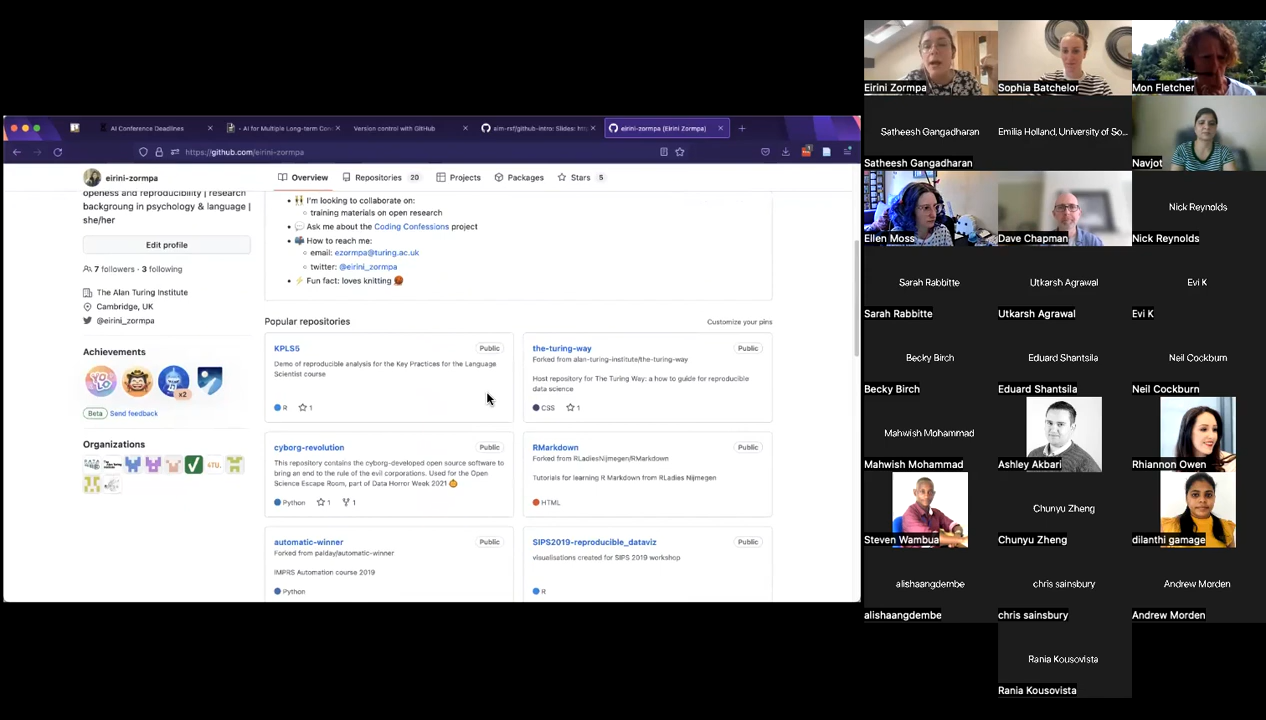 AI Conference Deadlines
- AI for Multiple Long-term Con
Version control with GitHub
aim-rsf/github-intro: Slides: htt
eirini-zormpa (Eirini Zormpa)
https://github.com/eirini-zormpa
eirini-zormpa
Overview
Repositories 20
Projects
Packages
Stars 5
openness and reproducibility | research
backgroung in psychology & language |
she/her
Edit profile
7 followers · 3 following
The Alan Turing Institute
Cambridge, UK
@eirini_zormpa
Achievements
YOLO
x2
Beta Send feedback
Organizations
I'm looking to collaborate on:
training materials on open research
Ask me about the Coding Confessions project
How to reach me:
email: ezormpa@turing.ac.uk
twitter: @eirini_zormpa
Fun fact: loves knitting
Popular repositories
Customize your pins
KPLS5
Public
Demo of reproducible analysis for the Key Practices for the Language
Scientist course
R 1
the-turing-way
Public
Forked from alan-turing-institute/the-turing-way
Host repository for The Turing Way: a how to guide for reproducible
data science
CSS 1
cyborg-revolution
Public
This repository contains the cyborg-developed open source software to
bring an end to the rule of the evil corporations. Used for the Open
Science Escape Room, part of Data Horror Week 2021
Python 1 1
RMarkdown
Public
Forked from RLadiesNijmegen/RMarkdown
Tutorials for learning R Markdown from RLadies Nijmegen
HTML
automatic-winner
Public
Forked from palday/automatic-winner
IMPRS Automation course 2019
Python
SIPS2019-reproducible_dataviz
Public
visualisations created for SIPS 2019 workshop
R
Eirini Zormpa
Sophia Batchelor
Mon Fletcher
Satheesh Gangadharan
Emilia Holland, University of So...
Satheesh Gangadharan
Navjot
Nick Reynolds
Ellen Moss
Dave Chapman
Nick Reynolds
Sarah Rabbitte
Utkarsh Agrawal
Evi K
Sarah Rabbitte
Utkarsh Agrawal
Evi K
Becky Birch
Eduard Shantsila
Neil Cockburn
Becky Birch
Eduard Shantsila
Neil Cockburn
Mahwish Mohammad
Mahwish Mohammad
Ashley Akbari
Rhiannon Owen
Chunyu Zheng
Steven Wambua
Chunyu Zheng
dilanthi gamage
alishaangdembe
chris sainsbury
Andrew Morden
alishaangdembe
chris sainsbury
Andrew Morden
Rania Kousovista
Rania Kousovista